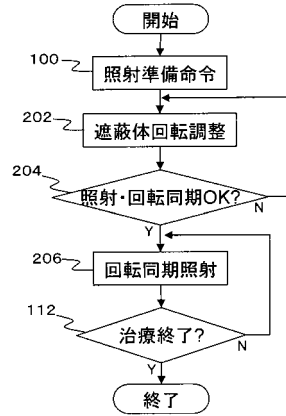 開始
100
照射準備命令
202
遮蔽体回転調整
204
照射・回転同期OK?
N
Y
206
回転同期照射
112
治療終了?
N
Y
終了